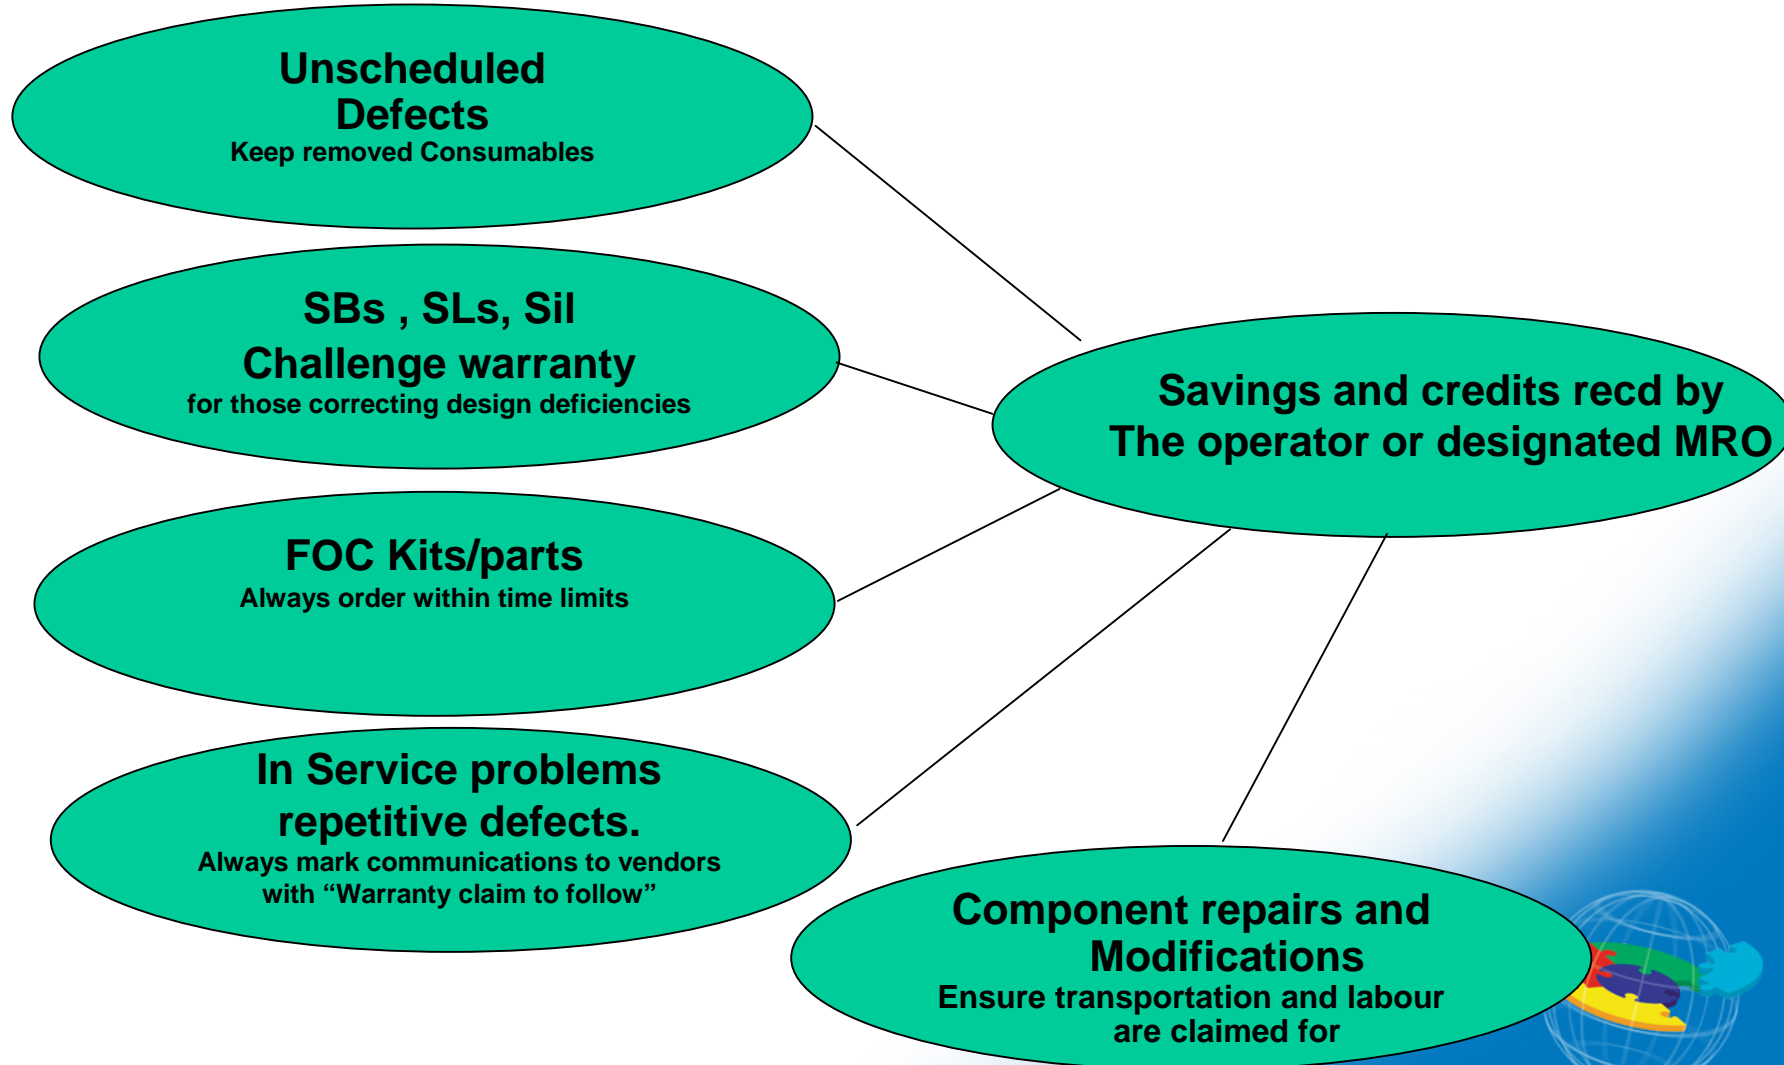 Unscheduled
Defects
Keep removed Consumables
SBs , SLs, Sil
Challenge warranty
for those correcting design deficiencies
Savings and credits recd by
The operator or designated MRO
FOC Kits/parts
Always order within time limits
In Service problems
repetitive defects.
Always mark communications to vendors
with “Warranty claim to follow”
Component repairs and
Modifications
Ensure transportation and labour
are claimed for